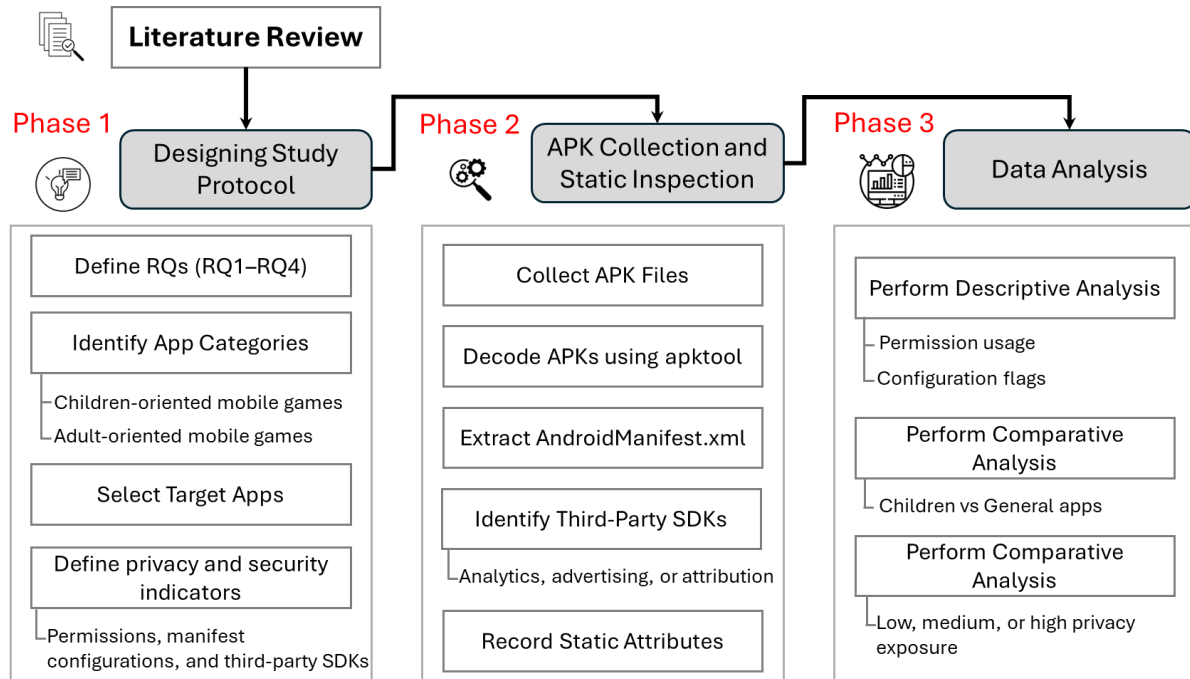 Literature Review
Phase 1
Designing Study
Protocol
Define RQs (RQ1–RQ4)
Identify App Categories
Children-oriented mobile games
Adult-oriented mobile games
Select Target Apps
Define privacy and security
indicators
Permissions, manifest
configurations, and third-party SDKs
Phase 2
APK Collection and
Static Inspection
Collect APK Files
Decode APKs using apktool
Extract AndroidManifest.xml
Identify Third-Party SDKs
Analytics, advertising, or attribution
Record Static Attributes
Phase 3
Data Analysis
Perform Descriptive Analysis
Permission usage
Configuration flags
Perform Comparative
Analysis
Children vs General apps
Perform Comparative
Analysis
Low, medium, or high privacy
exposure